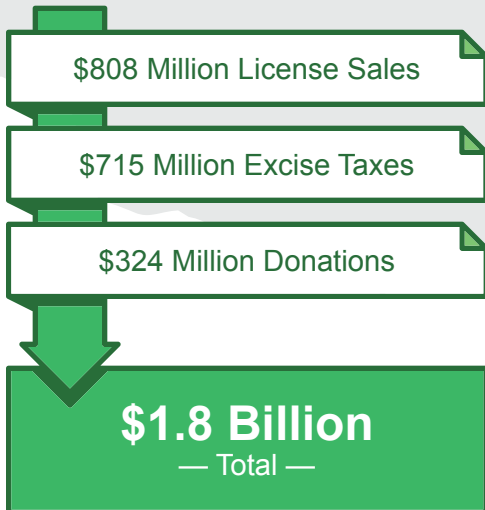 $808 Million License Sales
$715 Million Excise Taxes
$324 Million Donations
$1.8 Billion
— Total —